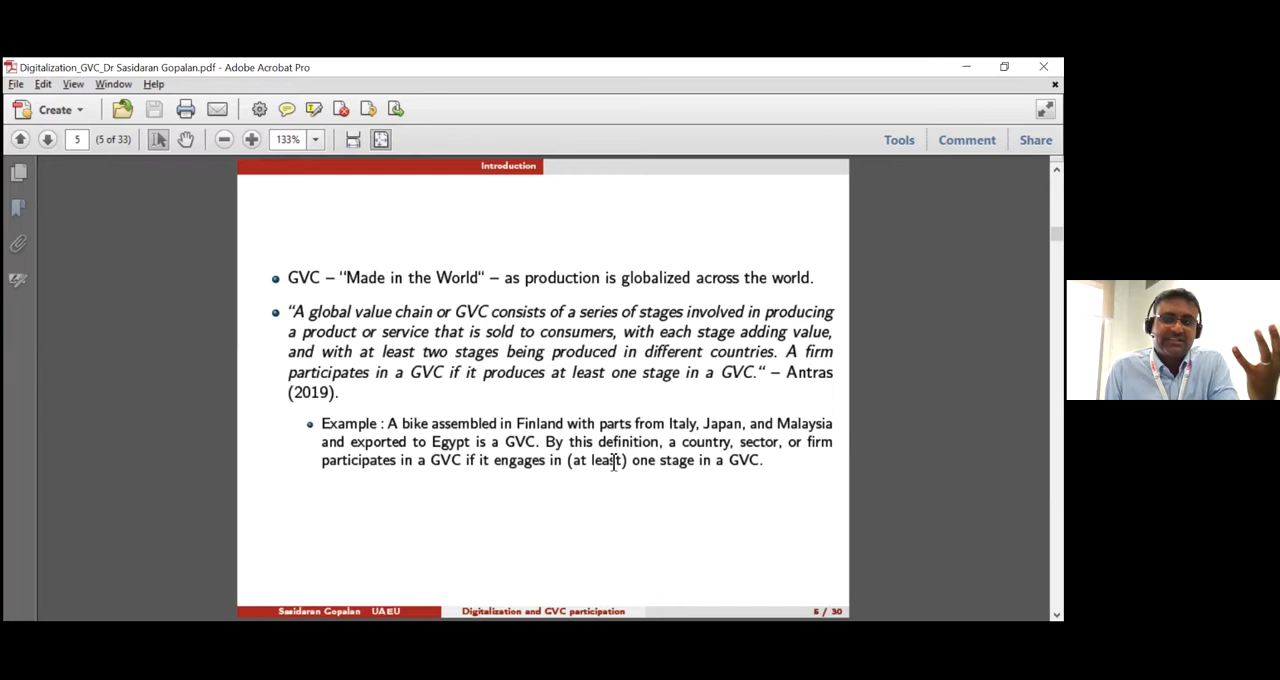 Digitalization_GVC_Dr Sasidaran Gopalan.pdf - Adobe Acrobat Pro
File Edit View Window Help
Create
5 (5 of 33) 133% Tools Comment Share
Introduction
GVC – “Made in the World“ – as production is globalized across the world.
“A global value chain or GVC consists of a series of stages involved in producing
a product or service that is sold to consumers, with each stage adding value,
and with at least two stages being produced in different countries. A firm
participates in a GVC if it produces at least one stage in a GVC.“ – Antras
(2019).
Example : A bike assembled in Finland with parts from Italy, Japan, and Malaysia
and exported to Egypt is a GVC. By this definition, a country, sector, or firm
participates in a GVC if it engages in (at least) one stage in a GVC.
Sasidaran Gopalan UAEU Digitalization and GVC participation 5 / 30